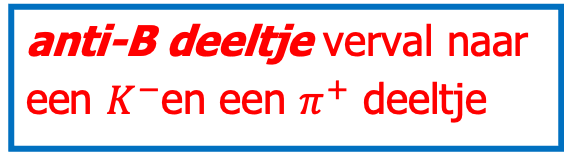 anti-B deeltje verval naar
een K⁻en een π⁺ deeltje